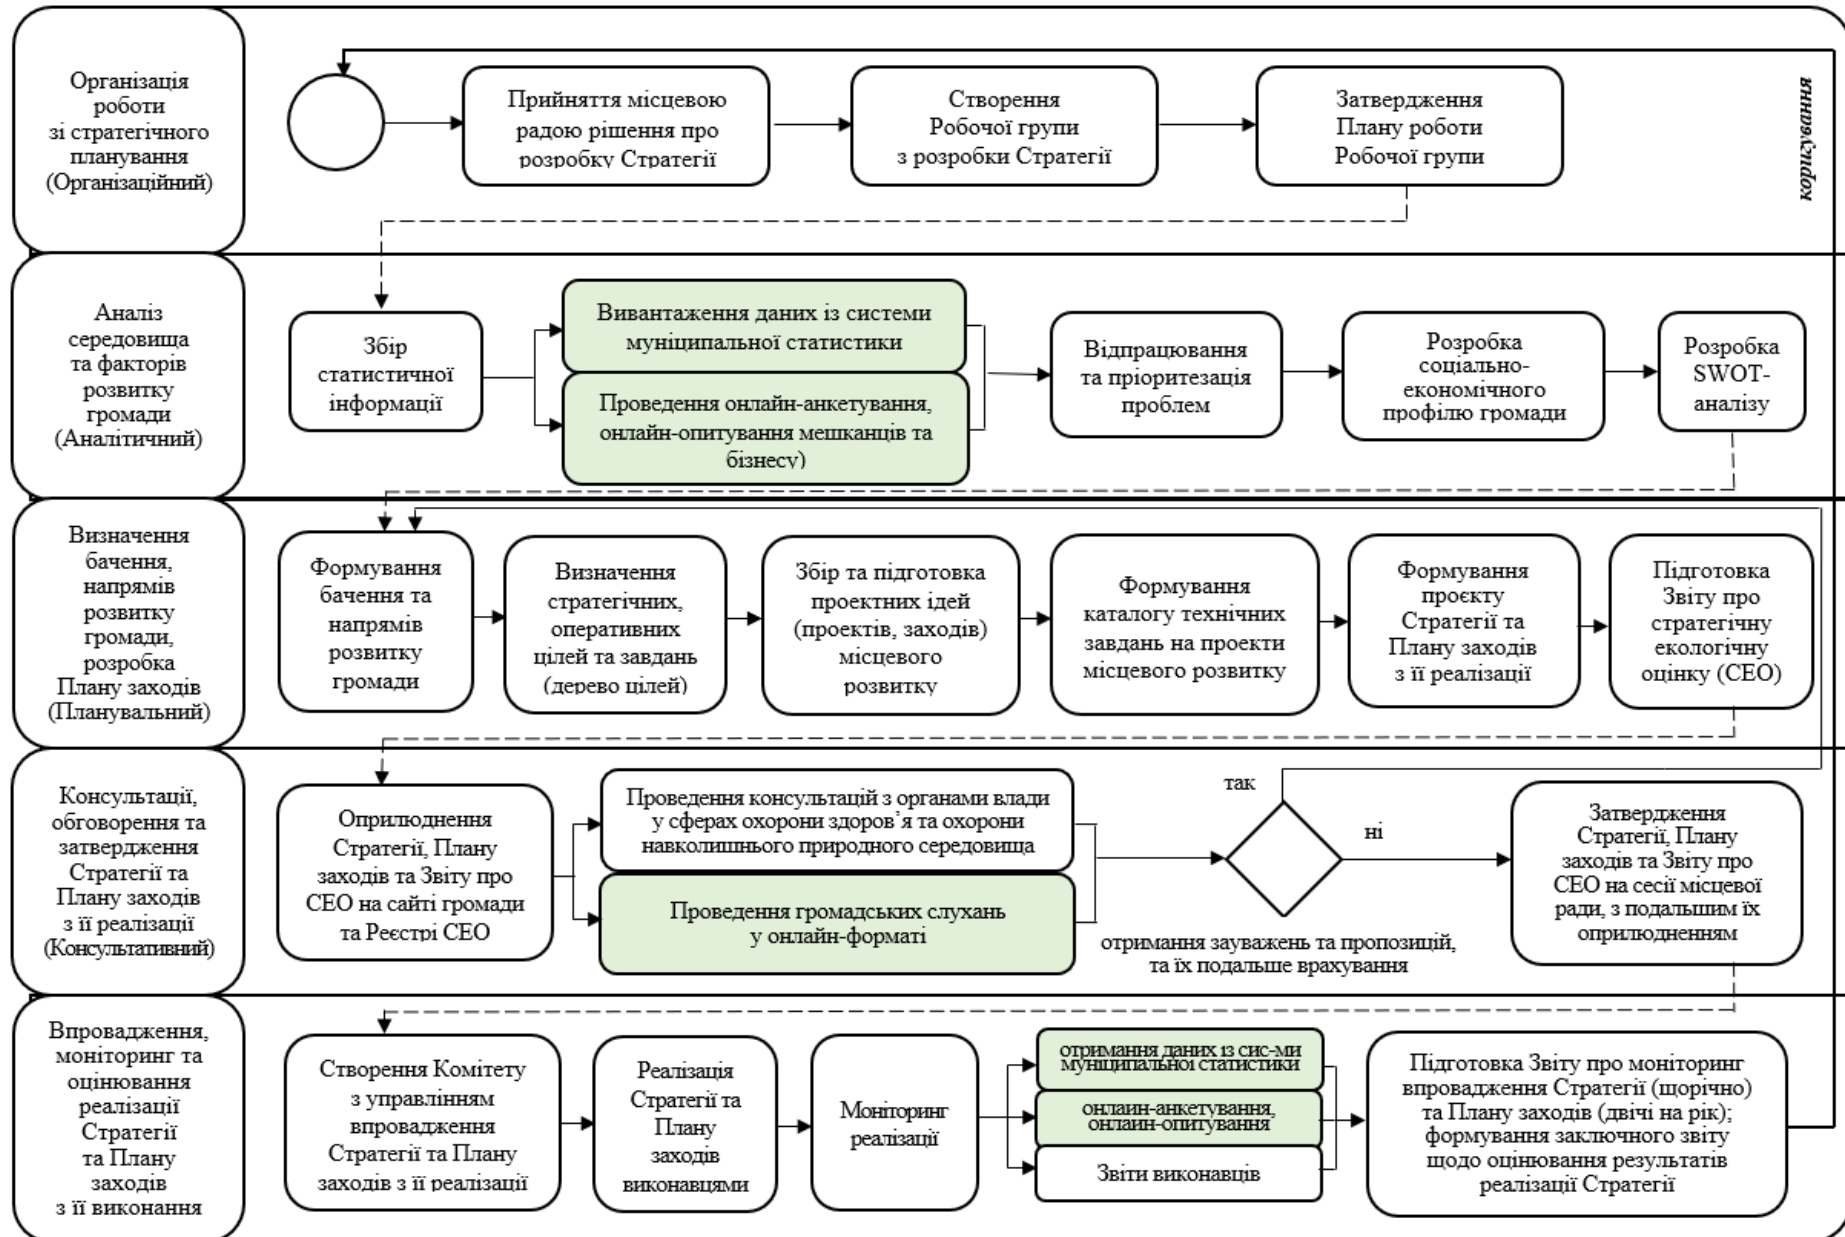 Організація
роботи
зі стратегічного
планування
(Організаційний)
Прийняття місцевою
радою рішення про
розробку Стратегії
Створення
Робочої групи
з розробки Стратегії
Затвердження
Плану роботи
Робочої групи
коригування
Аналіз
середовища
та факторів
розвитку
громади
(Аналітичний)
Збір
статистичної
інформації
Вивантаження даних із системи
муніципальної статистики
Проведення онлайн-анкетування,
онлайн-опитування мешканців та
бізнесу)
Відпрацювання
та пріоритезація
проблем
Розробка
соціально-
економічного
профілю громади
Розробка
SWOT-
аналізу
Визначення
бачення,
напрямів
розвитку
громади,
розробка
Плану заходів
(Планувальний)
Формування
бачення та
напрямів
розвитку
громади
Визначення
стратегічних,
оперативних
цілей та завдань
(дерево цілей)
Збір та підготовка
проектних ідей
(проектів, заходів)
місцевого
розвитку
Формування
каталогу технічних
завдань на проекти
місцевого розвитку
Формування
проєкту
Стратегії та
Плану заходів
з її реалізації
Підготовка
Звіту про
стратегічну
екологічну
оцінку (СЕО)
Консультації,
обговорення та
затвердження
Стратегії та
Плану заходів
з її реалізації
(Консультативний)
Оприлюднення
Стратегії, Плану
заходів та Звіту про
СЕО на сайті громади
та Реєстрі СЕО
Проведення консультацій з органами влади
у сферах охорони здоров’я та охорони
навколишнього природного середовища
Проведення громадських слухань
у онлайн-форматі
так
ні
отримання зауважень та пропозицій,
та їх подальше врахування
Затвердження
Стратегії, Плану
заходів та Звіту про
СЕО на сесії місцевої
ради, з подальшим їх
оприлюдненням
Впровадження,
моніторинг та
оцінювання
реалізації
Стратегії
та Плану
заходів
з її виконання
Створення Комітету
з управлінням
впровадження
Стратегії та Плану
заходів з її реалізації
Реалізація
Стратегії та
Плану
заходів
виконавцями
Моніторинг
реалізації
отримання даних із сис-ми
муніципальної статистики
онлайн-анкетування,
онлайн-опитування
Звіти виконавців
Підготовка Звіту про моніторинг
впровадження Стратегії (щорічно)
та Плану заходів (двічі на рік);
формування заключного звіту
щодо оцінювання результатів
реалізації Стратегії